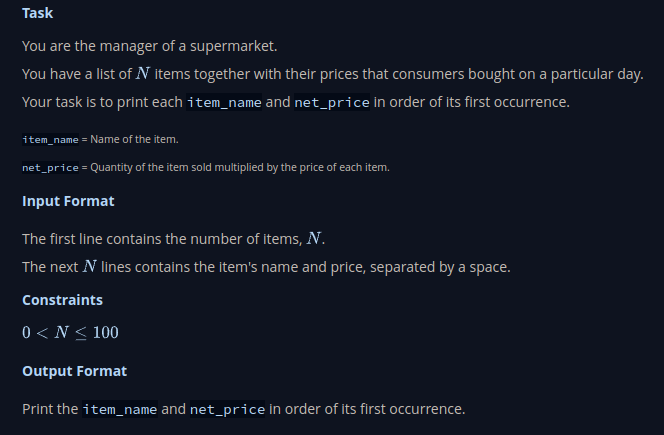 Task
You are the manager of a supermarket.
You have a list of N items together with their prices that consumers bought on a particular day.
Your task is to print each item_name and net_price in order of its first occurrence.
item_name = Name of the item.
net_price = Quantity of the item sold multiplied by the price of each item.
Input Format
The first line contains the number of items, N.
The next N lines contains the item's name and price, separated by a space.
Constraints
0 < N ≤ 100
Output Format
Print the item_name and net_price in order of its first occurrence.